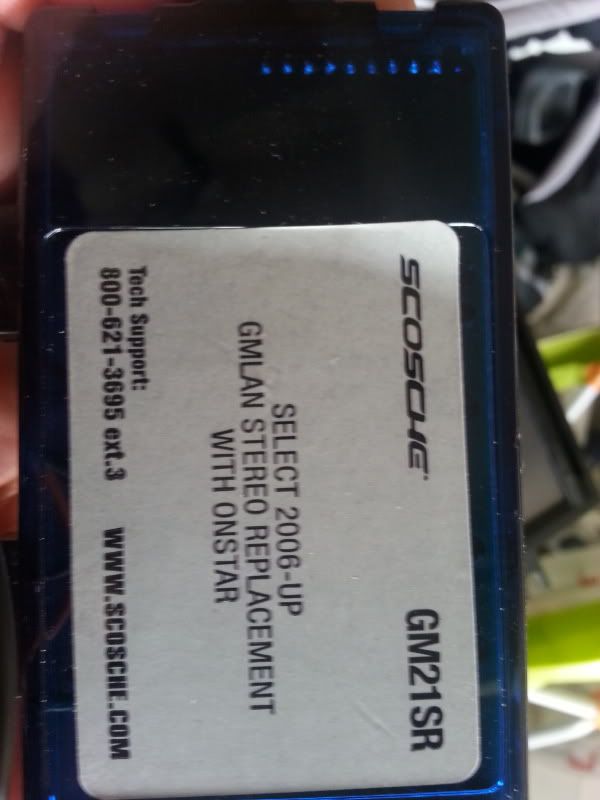 SCOSCHE GM21SR
SELECT 2006-UP
GMLAN STEREO REPLACEMENT
WITH ONSTAR
Tech Support:
800-621-3695 ext.3 WWW.SCOSCHE.COM